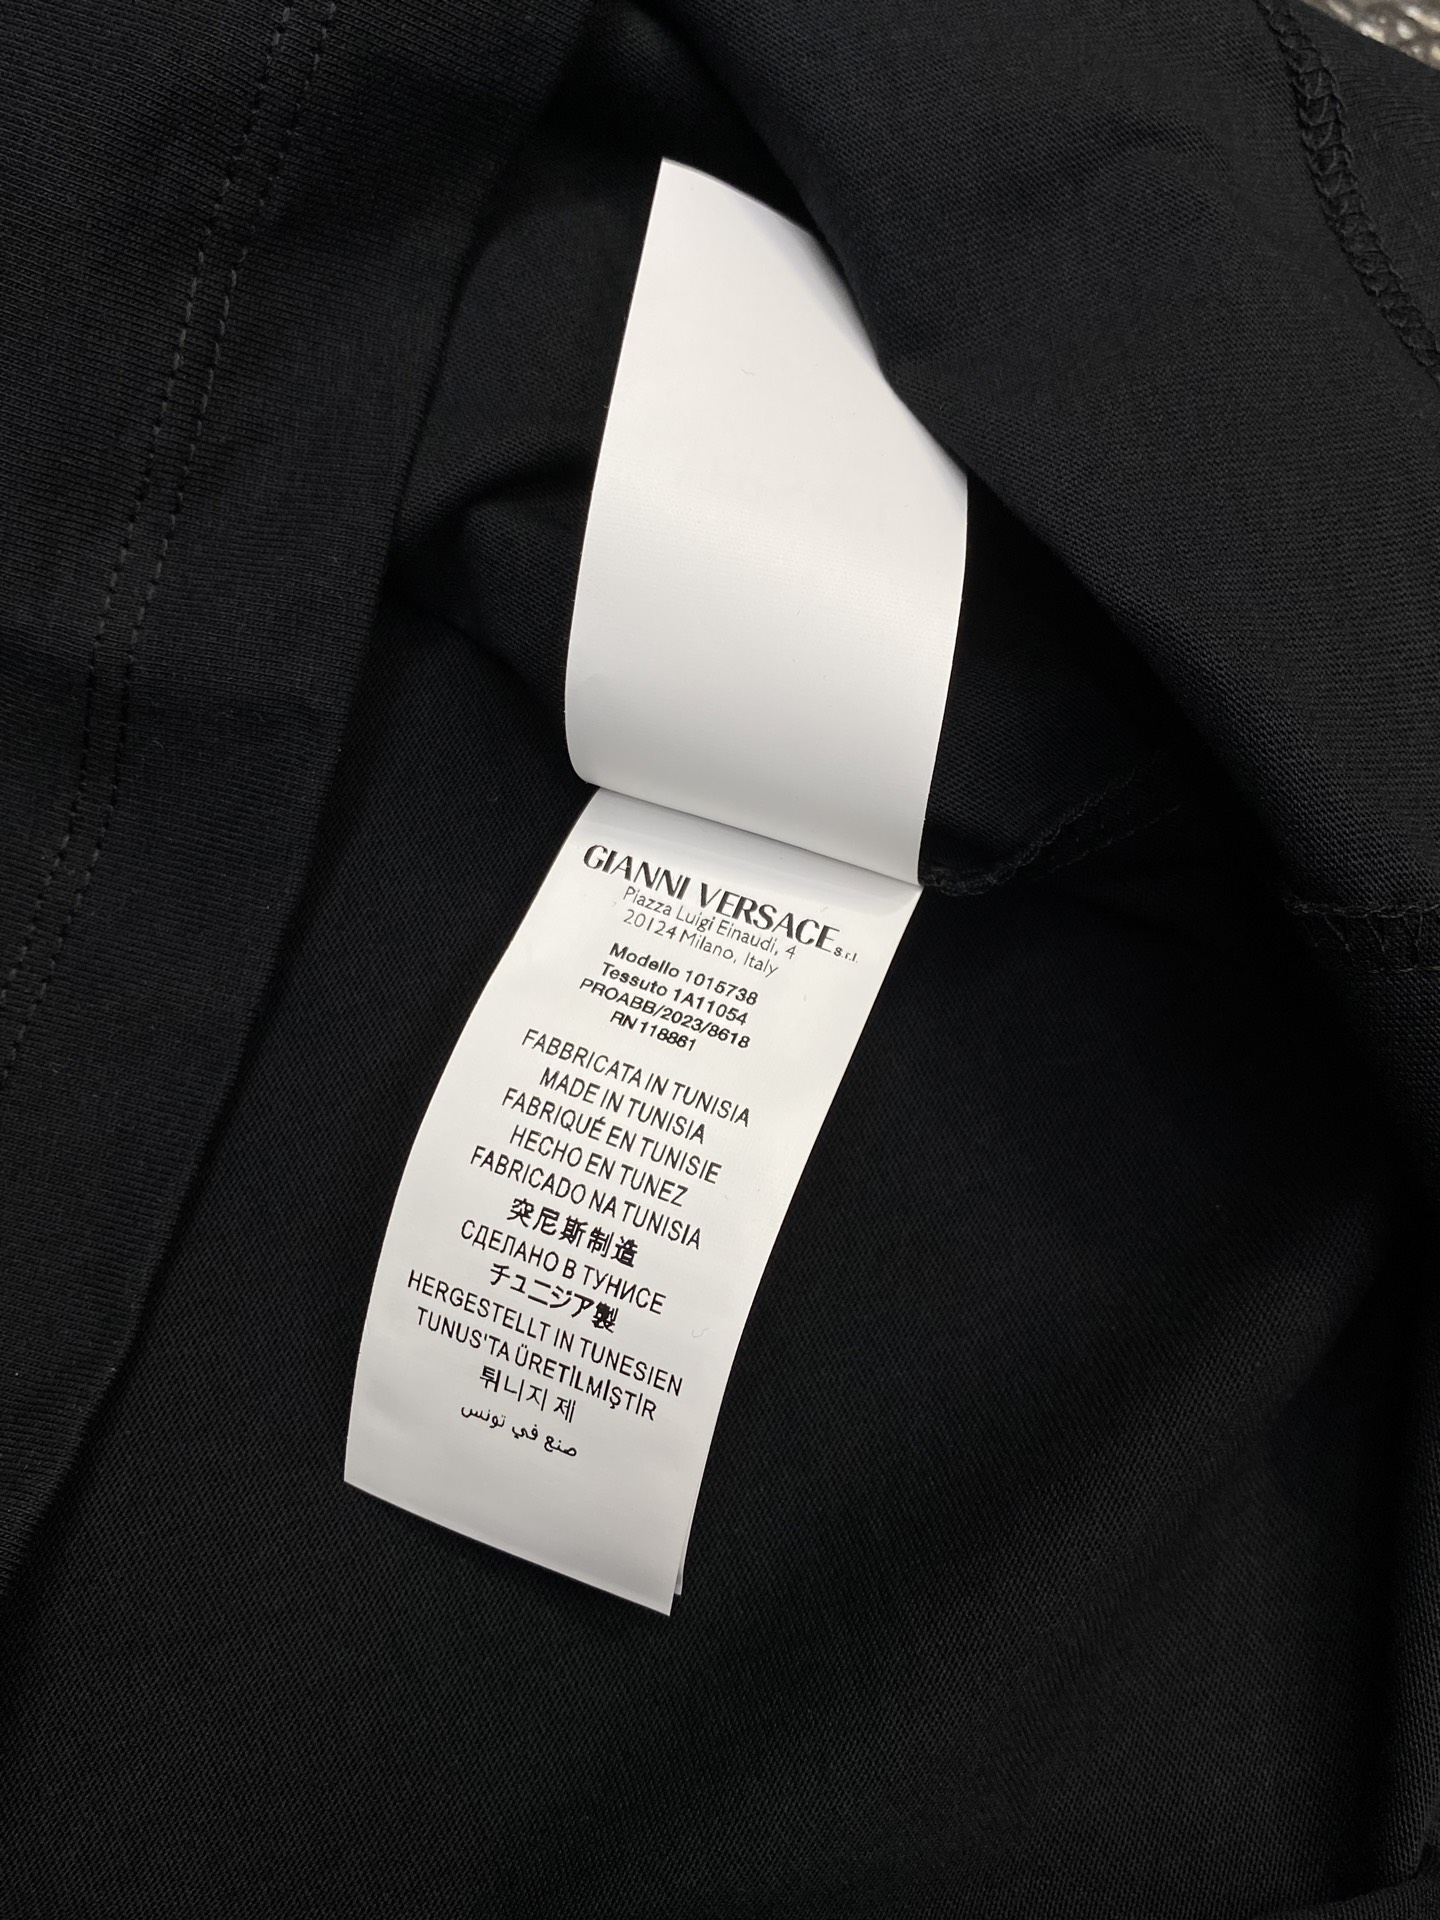 GIANNI VERSACE s.r.l.
Piazza Luigi Einaudi, 4
20124 Milano, Italy
Modello 1015738
Tessuto 1A11054
PROABB/2023/8618
RN 118861
FABBRICATA IN TUNISIA
MADE IN TUNISIA
FABRIQUÉ EN TUNISIE
HECHO EN TUNEZ
FABRICADO NA TUNISIA
突尼斯制造
СДЕЛАНО В ТУНИСЕ
チュニジア製
HERGESTELLT IN TUNESIEN
TUNUS'TA ÜRETİLMİŞTİR
튀니지 제
صنع في تونس